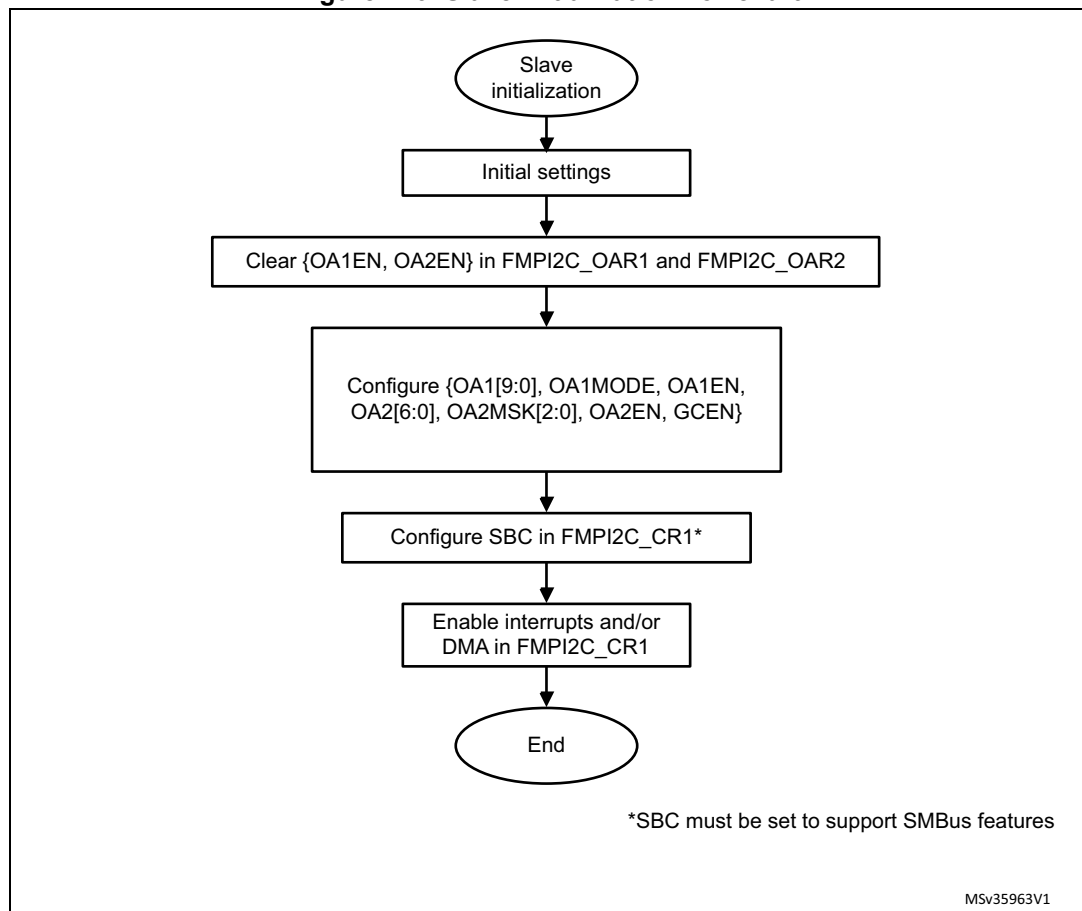 Slave
initialization
Initial settings
Clear {OA1EN, OA2EN} in FMPI2C_OAR1 and FMPI2C_OAR2
Configure {OA1[9:0], OA1MODE, OA1EN,
OA2[6:0], OA2MSK[2:0], OA2EN, GCEN}
Configure SBC in FMPI2C_CR1*
Enable interrupts and/or
DMA in FMPI2C_CR1
End
*SBC must be set to support SMBus features
MSv35963V1